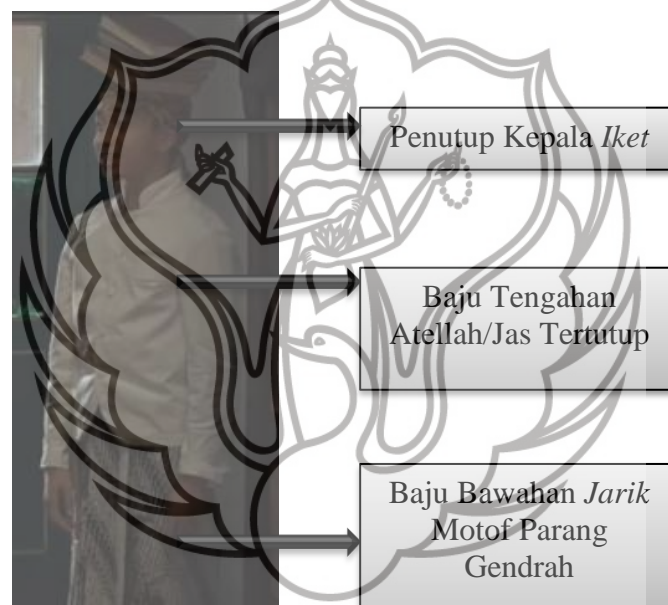 Penutup Kepala Iket
Baju Tengahan
Atellah/Jas Tertutup
Baju Bawahan Jarik
Motof Parang
Gendrah